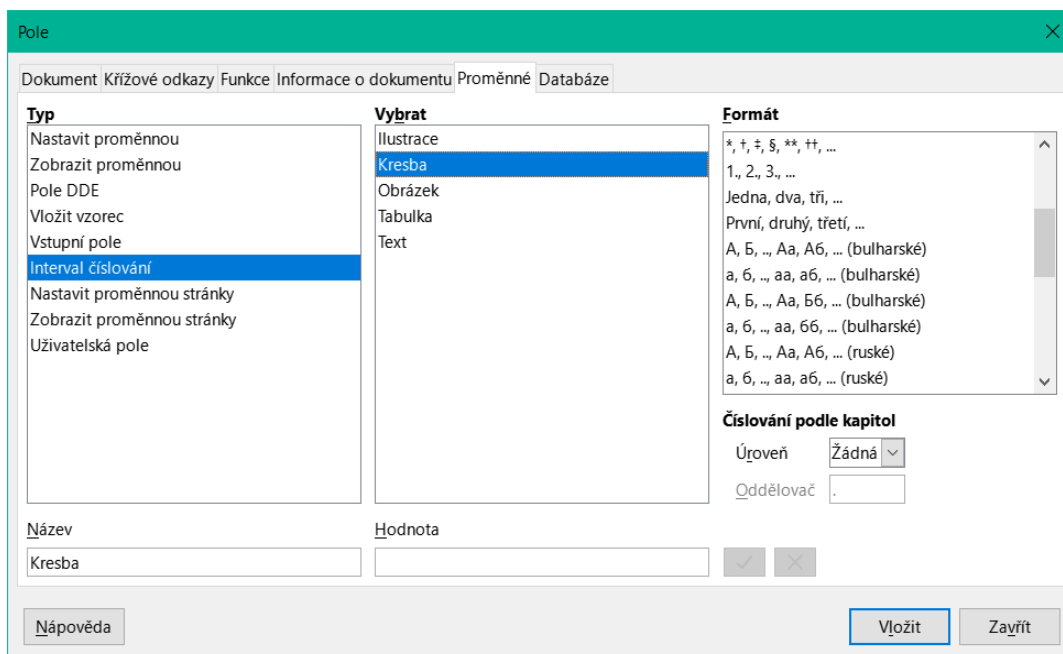 Pole
Dokument Křížové odkazy Funkce Informace o dokumentu Proměnné Databáze
Typ
Nastavit proměnnou
Zobrazit proměnnou
Pole DDE
Vložit vzorec
Vstupní pole
Interval číslování
Nastavit proměnnou stránky
Zobrazit proměnnou stránky
Uživatelská pole
Vybrat
Ilustrace
Kresba
Obrázek
Tabulka
Text
Formát
*, †, ‡, §, **, ††, ...
1., 2., 3., ...
Jedna, dva, tři, ...
První, druhý, třetí, ...
А, Б, .., Аа, Аб, ... (bulharské)
а, б, .., аа, аб, ... (bulharské)
А, Б, .., Аа, Бб, ... (bulharské)
а, б, .., аа, бб, ... (bulharské)
А, Б, .., Аа, Аб, ... (ruské)
а, б, .., аа, аб, ... (ruské)
Číslování podle kapitol
Úroveň Žádná
Oddělovač .
Název
Kresba
Hodnota
Nápověda
Vložit
Zavřít